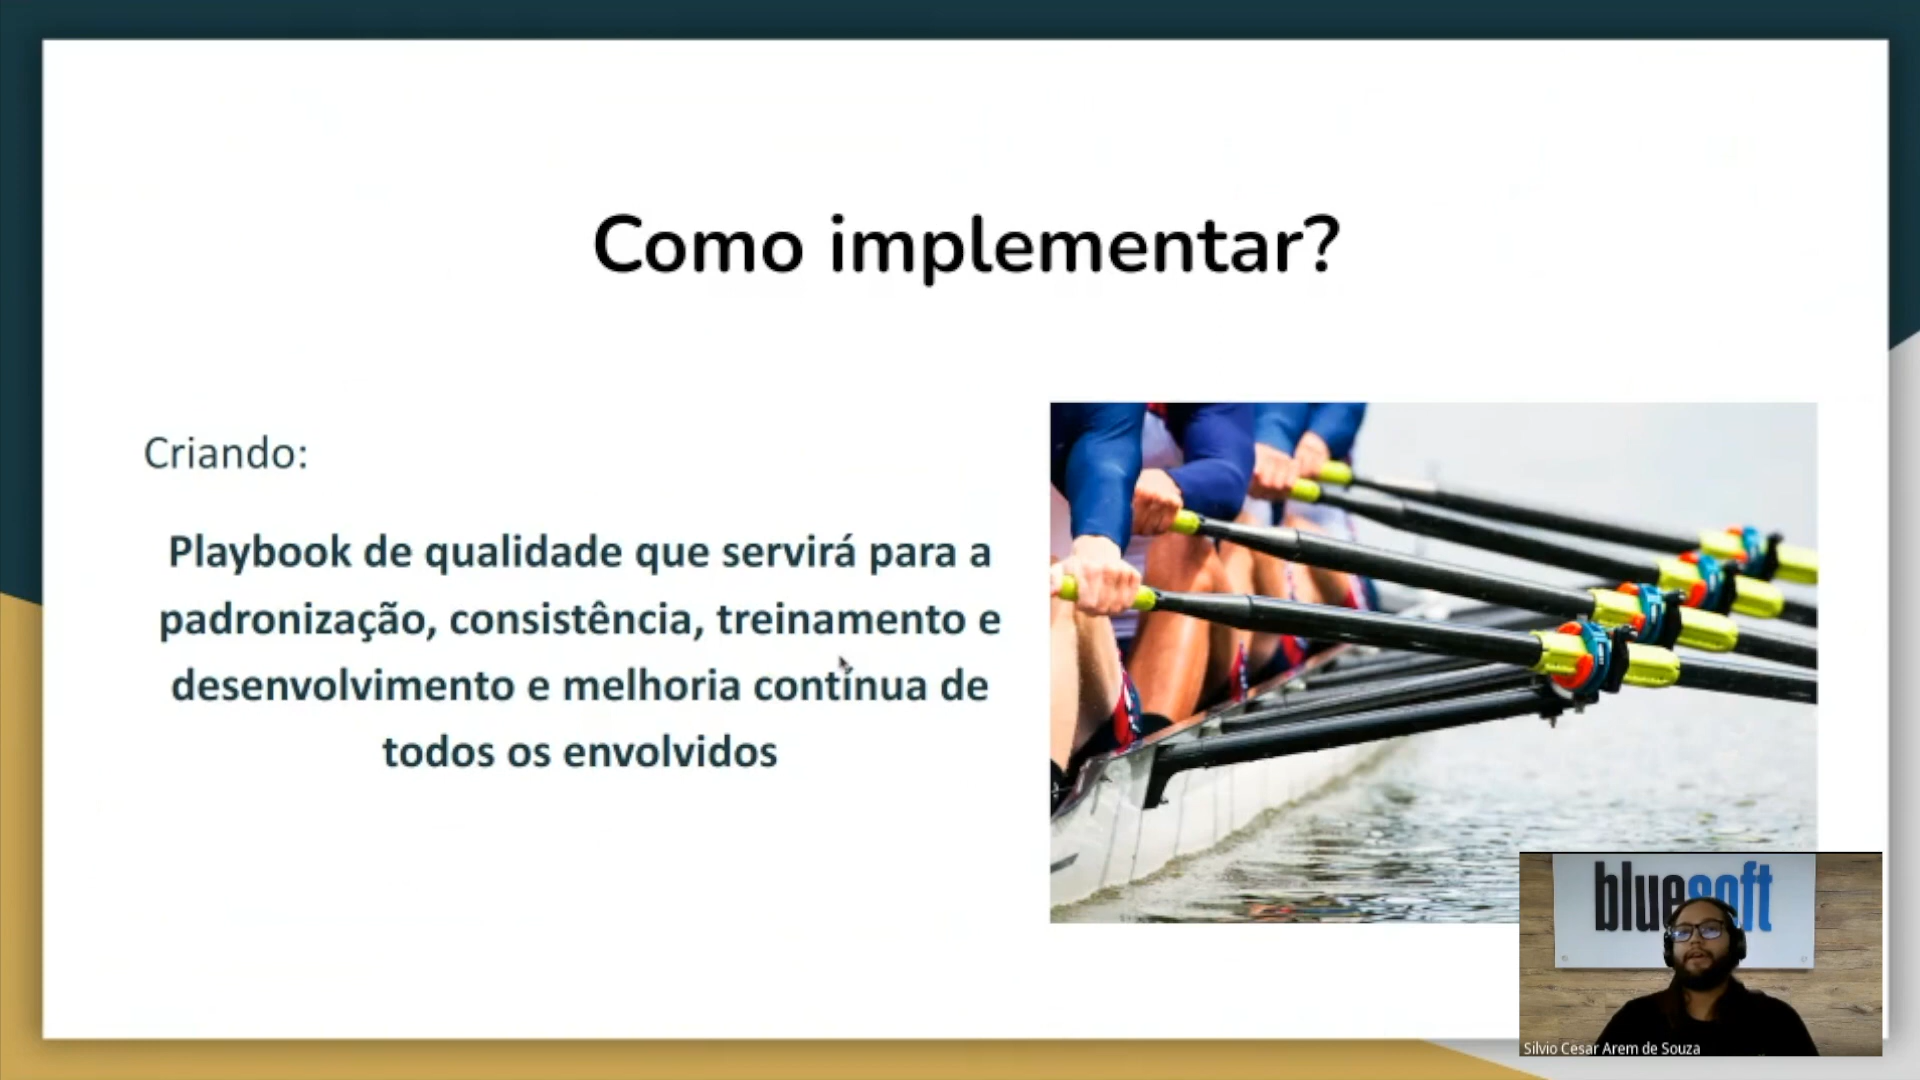 Como implementar?
Criando:
Playbook de qualidade que servirá para a
padronização, consistência, treinamento e
desenvolvimento e melhoria contínua de
todos os envolvidos
bluesoft
Silvio Cesar Arem de Souza